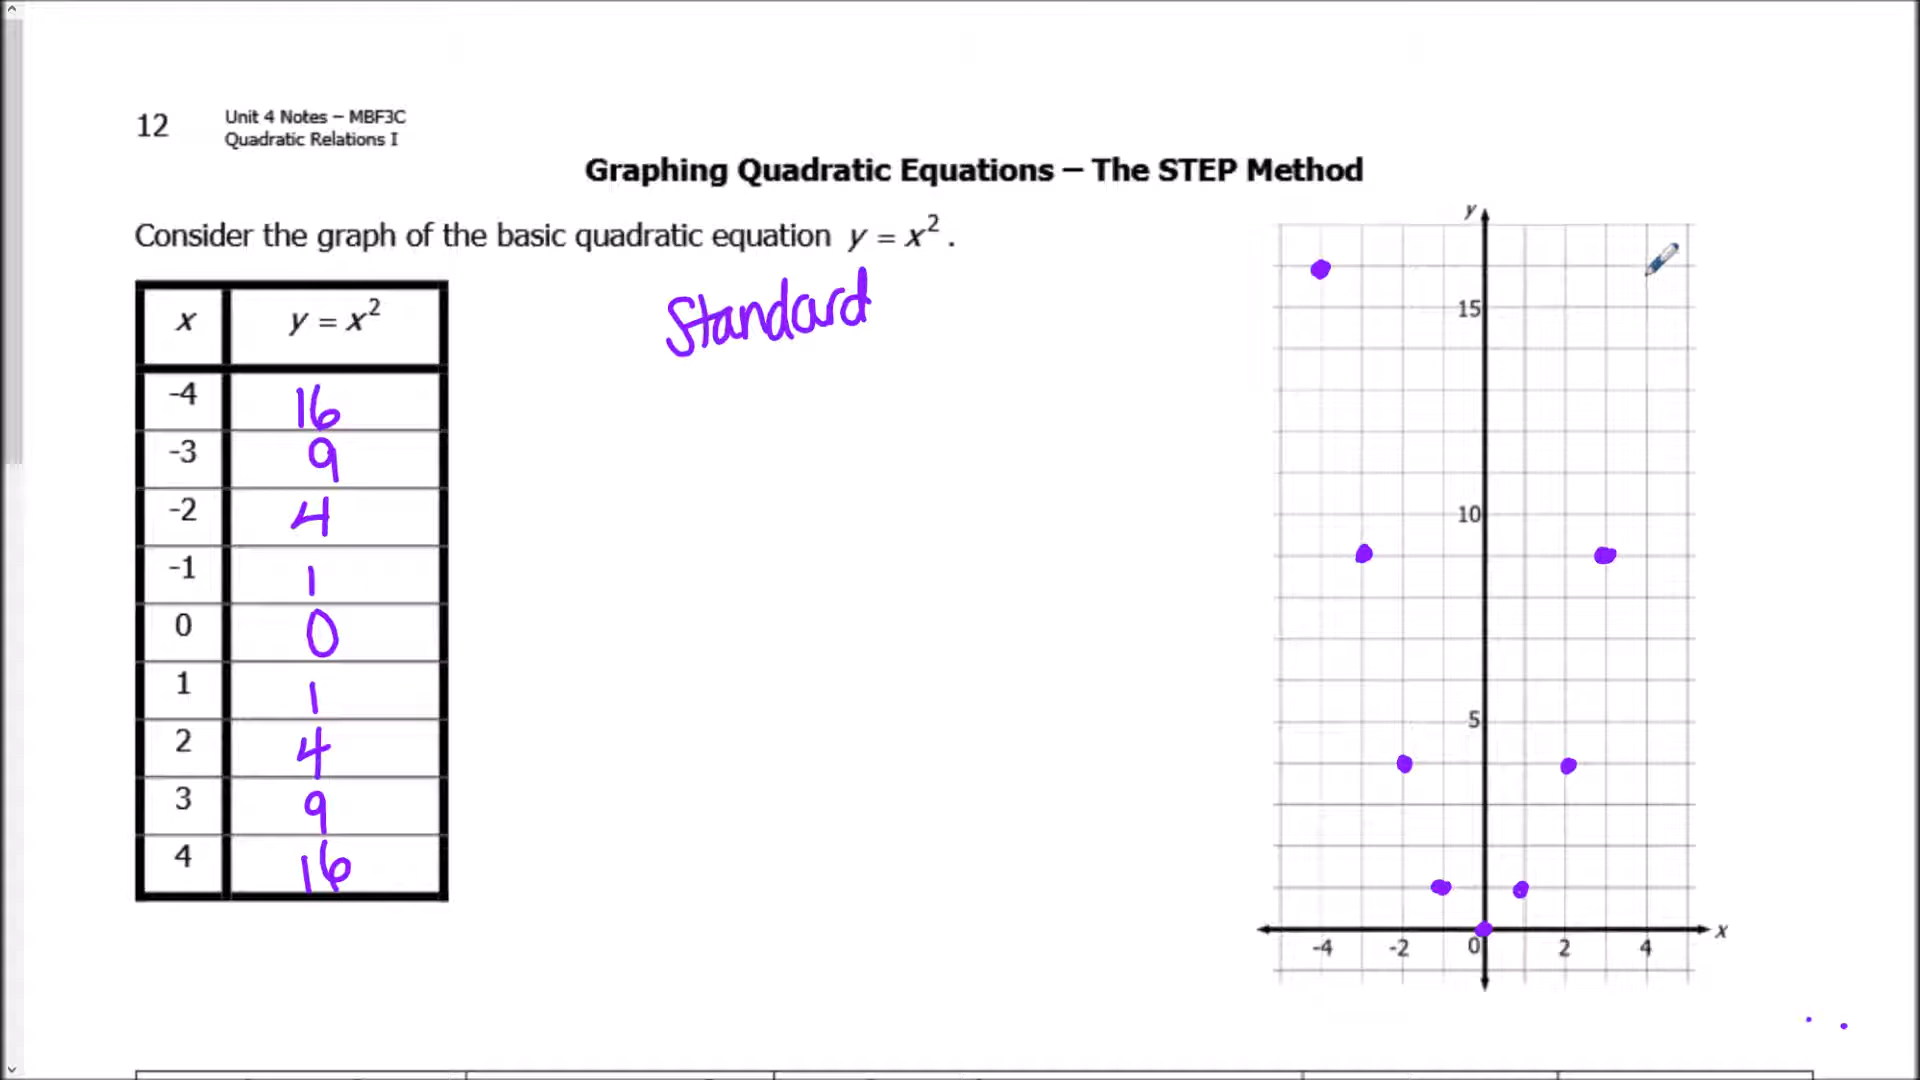 12
Unit 4 Notes – MBF3C
Quadratic Relations I
Graphing Quadratic Equations – The STEP Method
Consider the graph of the basic quadratic equation y = x².
Standard
x y = x²
-4 16
-3 9
-2 4
-1 1
0 0
1 1
2 4
3 9
4 16
y
15
10
5
-4 -2 0 2 4 x